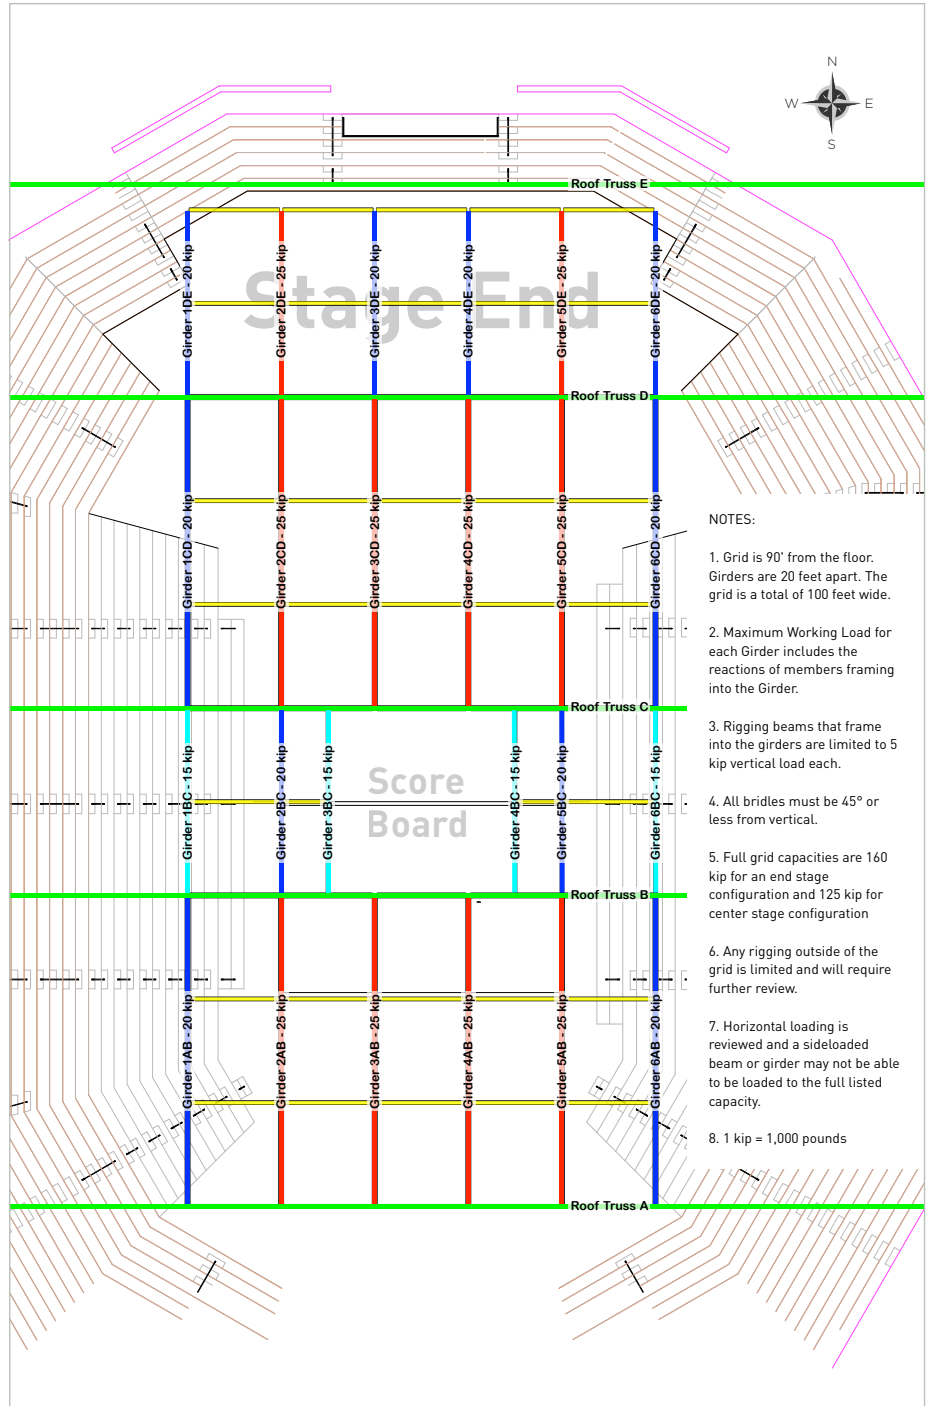 N
W E
S
Roof Truss E
Stage End
Girder 1DE - 20 kip
Girder 2DE - 25 kip
Girder 3DE - 20 kip
Girder 4DE - 20 kip
Girder 5DE - 25 kip
Girder 6DE - 20 kip
Roof Truss D
Girder 1CD - 20 kip
Girder 2CD - 25 kip
Girder 3CD - 25 kip
Girder 4CD - 25 kip
Girder 5CD - 25 kip
Girder 6CD - 20 kip
Roof Truss C
Girder 1BC - 15 kip
Girder 2BC - 20 kip
Girder 3BC - 15 kip
Score
Board
Girder 4BC - 15 kip
Girder 5BC - 20 kip
Girder 6BC - 15 kip
Roof Truss B
Girder 1AB - 20 kip
Girder 2AB - 25 kip
Girder 3AB - 25 kip
Girder 4AB - 25 kip
Girder 5AB - 25 kip
Girder 6AB - 20 kip
Roof Truss A
NOTES:
1. Grid is 90' from the floor.
Girders are 20 feet apart. The
grid is a total of 100 feet wide.
2. Maximum Working Load for
each Girder includes the
reactions of members framing
into the Girder.
3. Rigging beams that frame
into the girders are limited to 5
kip vertical load each.
4. All bridles must be 45° or
less from vertical.
5. Full grid capacities are 160
kip for an end stage
configuration and 125 kip for
center stage configuration
6. Any rigging outside of the
grid is limited and will require
further review.
7. Horizontal loading is
reviewed and a sideloaded
beam or girder may not be able
to be loaded to the full listed
capacity.
8. 1 kip = 1,000 pounds